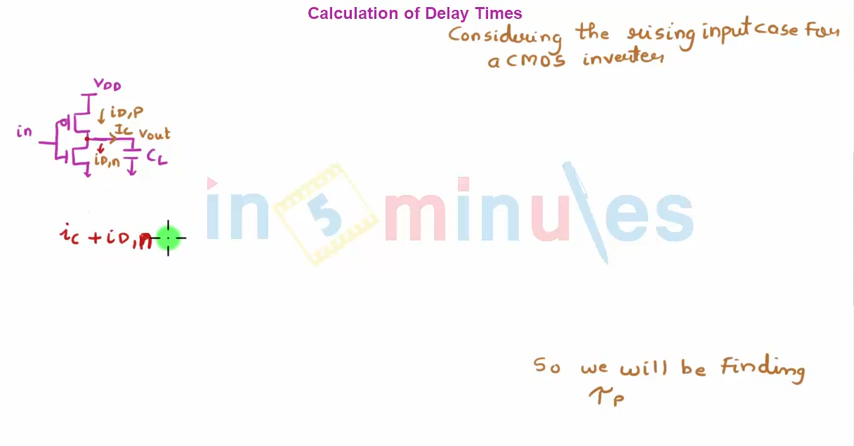 Calculation of Delay Times
Considering the rising input case For
a CMOS inverter
VDD
iD,P
in
Ic Vout
iD,n
CL
in 5 minutes
ic + iD,n
So we will be Finding
τP